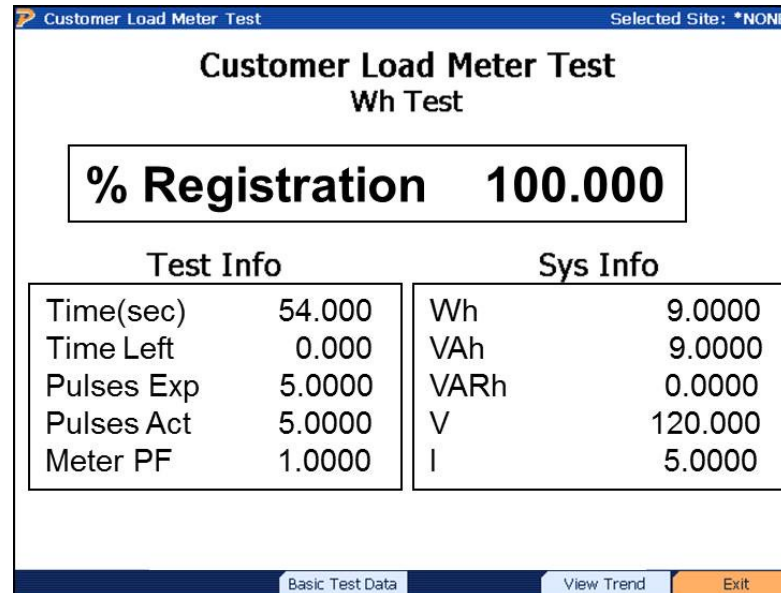 Customer Load Meter Test Selected Site: *NONE
Customer Load Meter Test
Wh Test
% Registration 100.000
Test Info Sys Info
Time(sec) 54.000 Wh 9.0000
Time Left 0.000 VAh 9.0000
Pulses Exp 5.0000 VARh 0.0000
Pulses Act 5.0000 V 120.000
Meter PF 1.0000 I 5.0000
Basic Test Data View Trend Exit